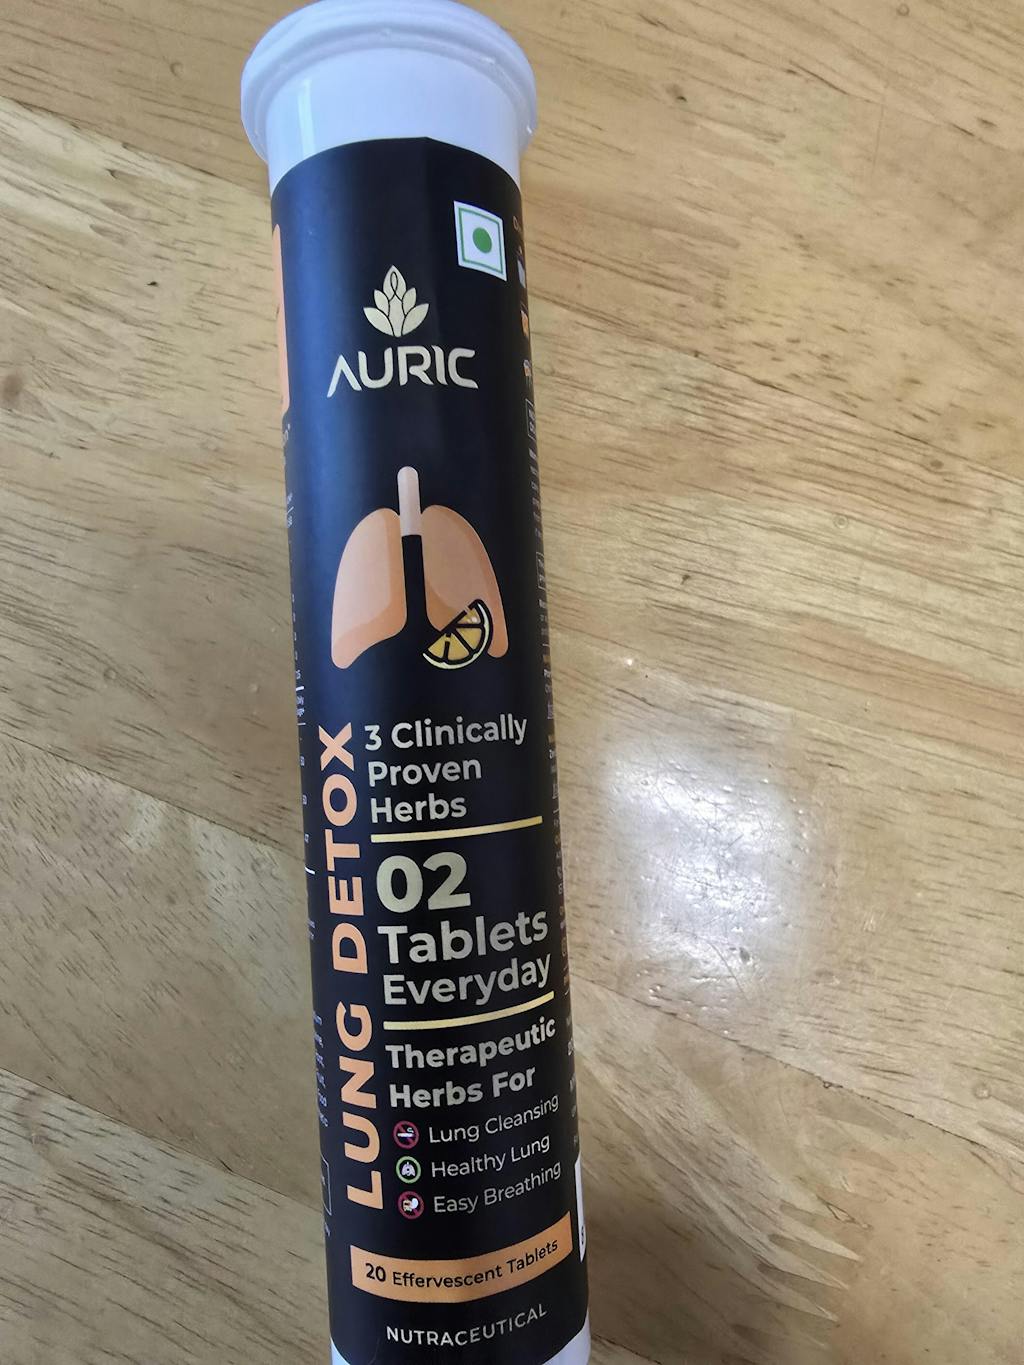 AURIC
LUNG DETOX
3 Clinically
Proven
Herbs
02
Tablets
Everyday
Therapeutic
Herbs For
Lung Cleansing
Healthy Lung
Easy Breathing
20 Effervescent Tablets
NUTRACEUTICAL